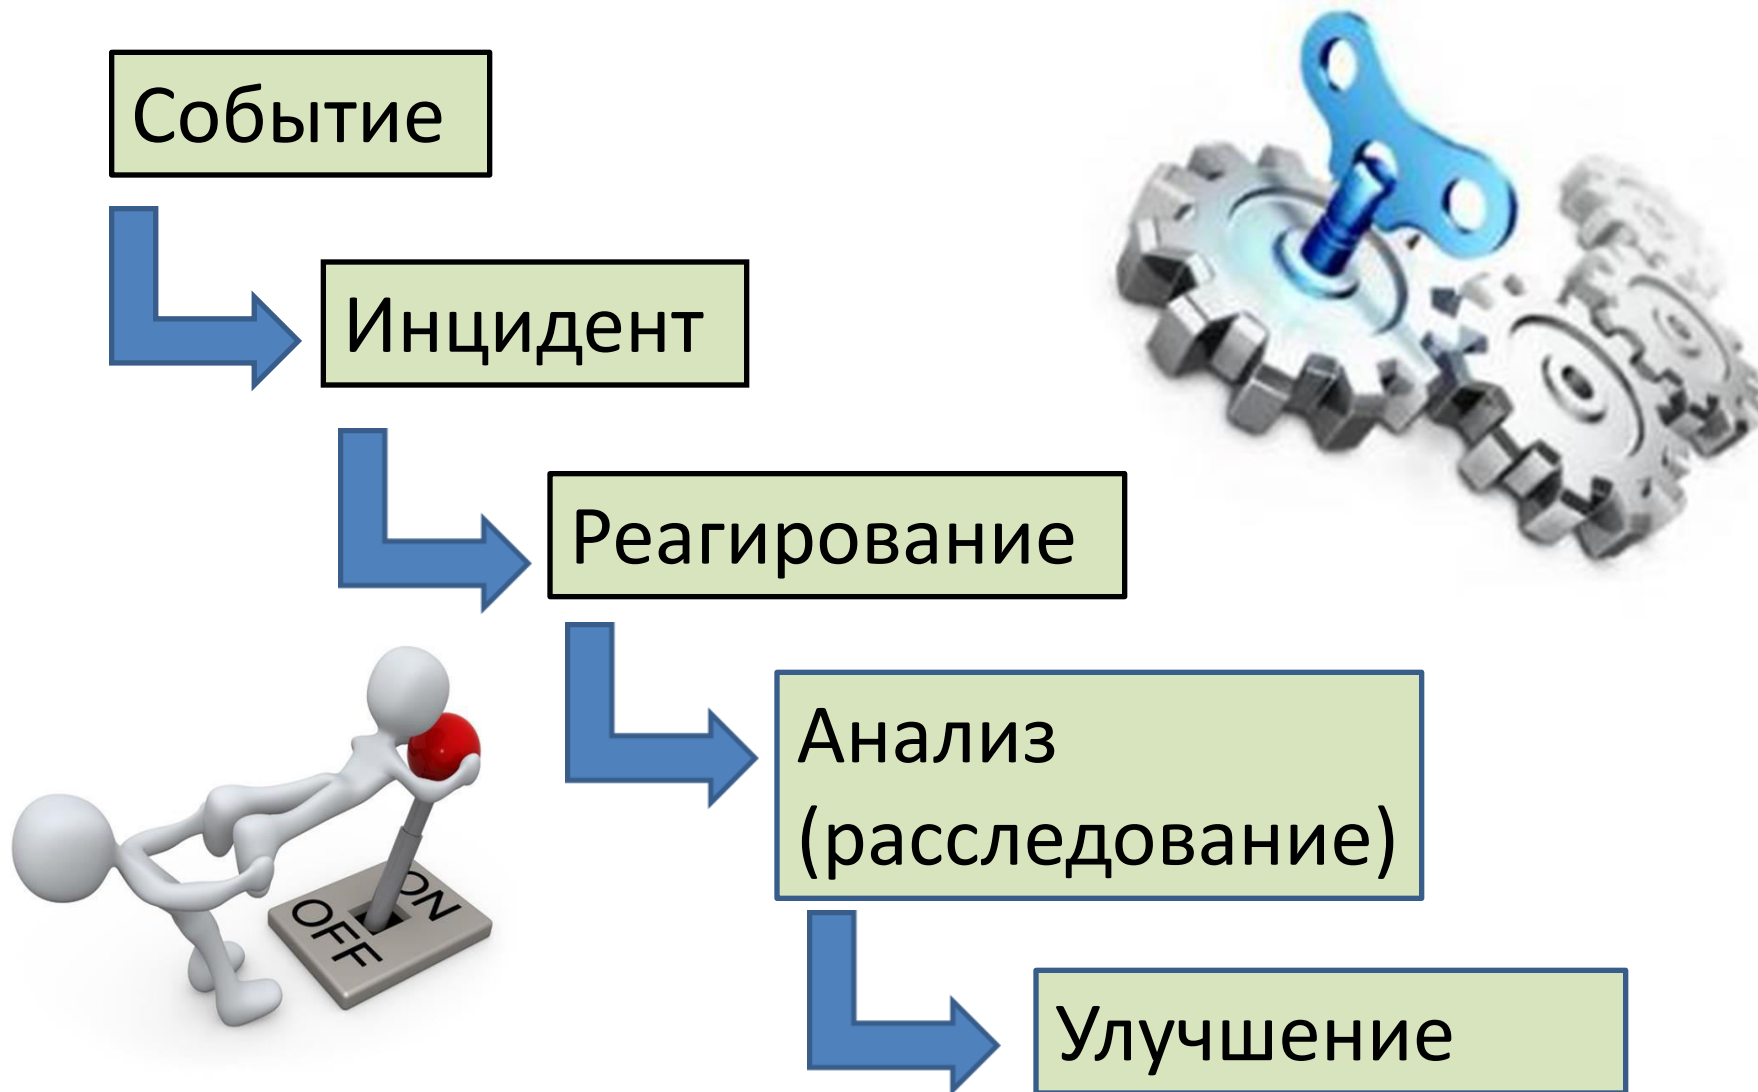 Событие
Инцидент
Реагирование
Анализ
(расследование)
ON
OFF
Улучшение